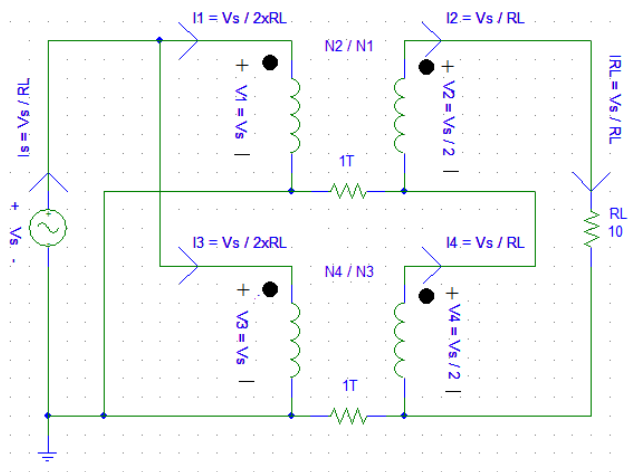 I1 = Vs / 2xRL
N2 / N1
I2 = Vs / RL
Is = Vs / RL
+
V1 = Vs
—
+
V2 = Vs / 2
—
IRL = Vs / RL
1T
+
Vs
-
+
RL
10
I3 = Vs / 2xRL
N4 / N3
I4 = Vs / RL
+
V3 = Vs
—
+
V4 = Vs / 2
—
1T